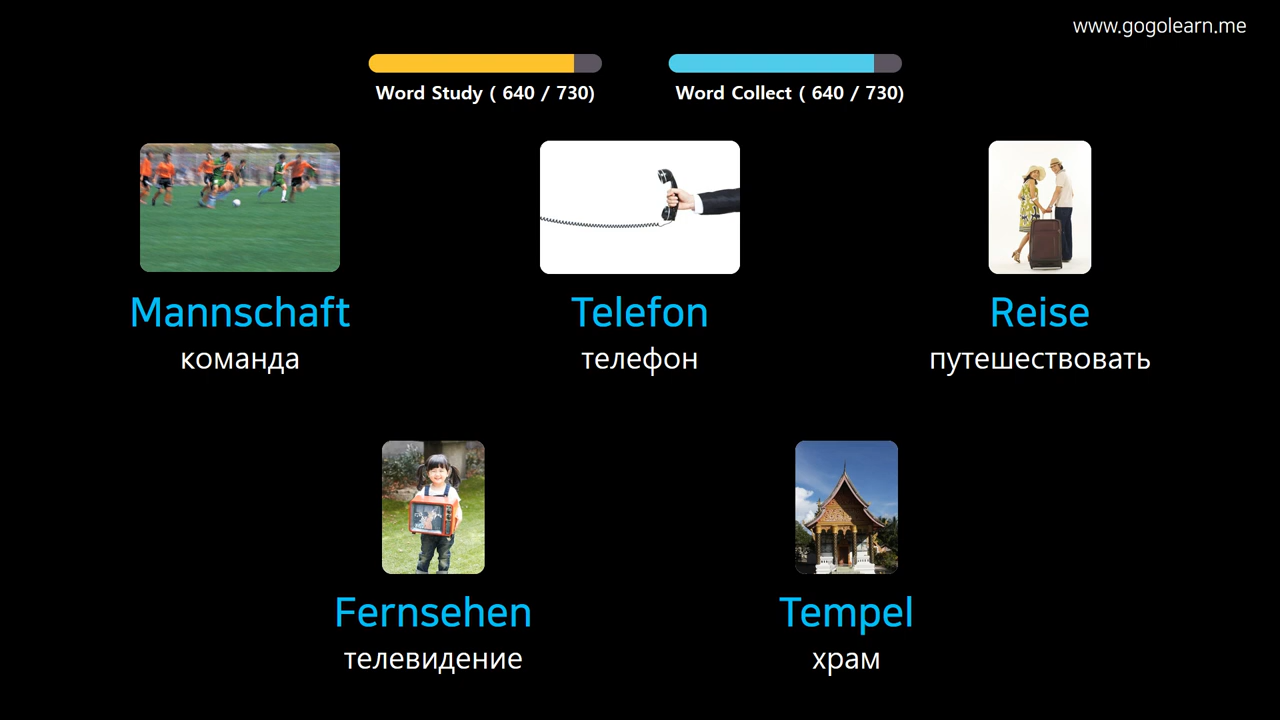 www.gogolearn.me
Word Study ( 640 / 730)
Word Collect ( 640 / 730)
Mannschaft
команда
Telefon
телефон
Reise
путешествовать
Fernsehen
телевидение
Tempel
храм